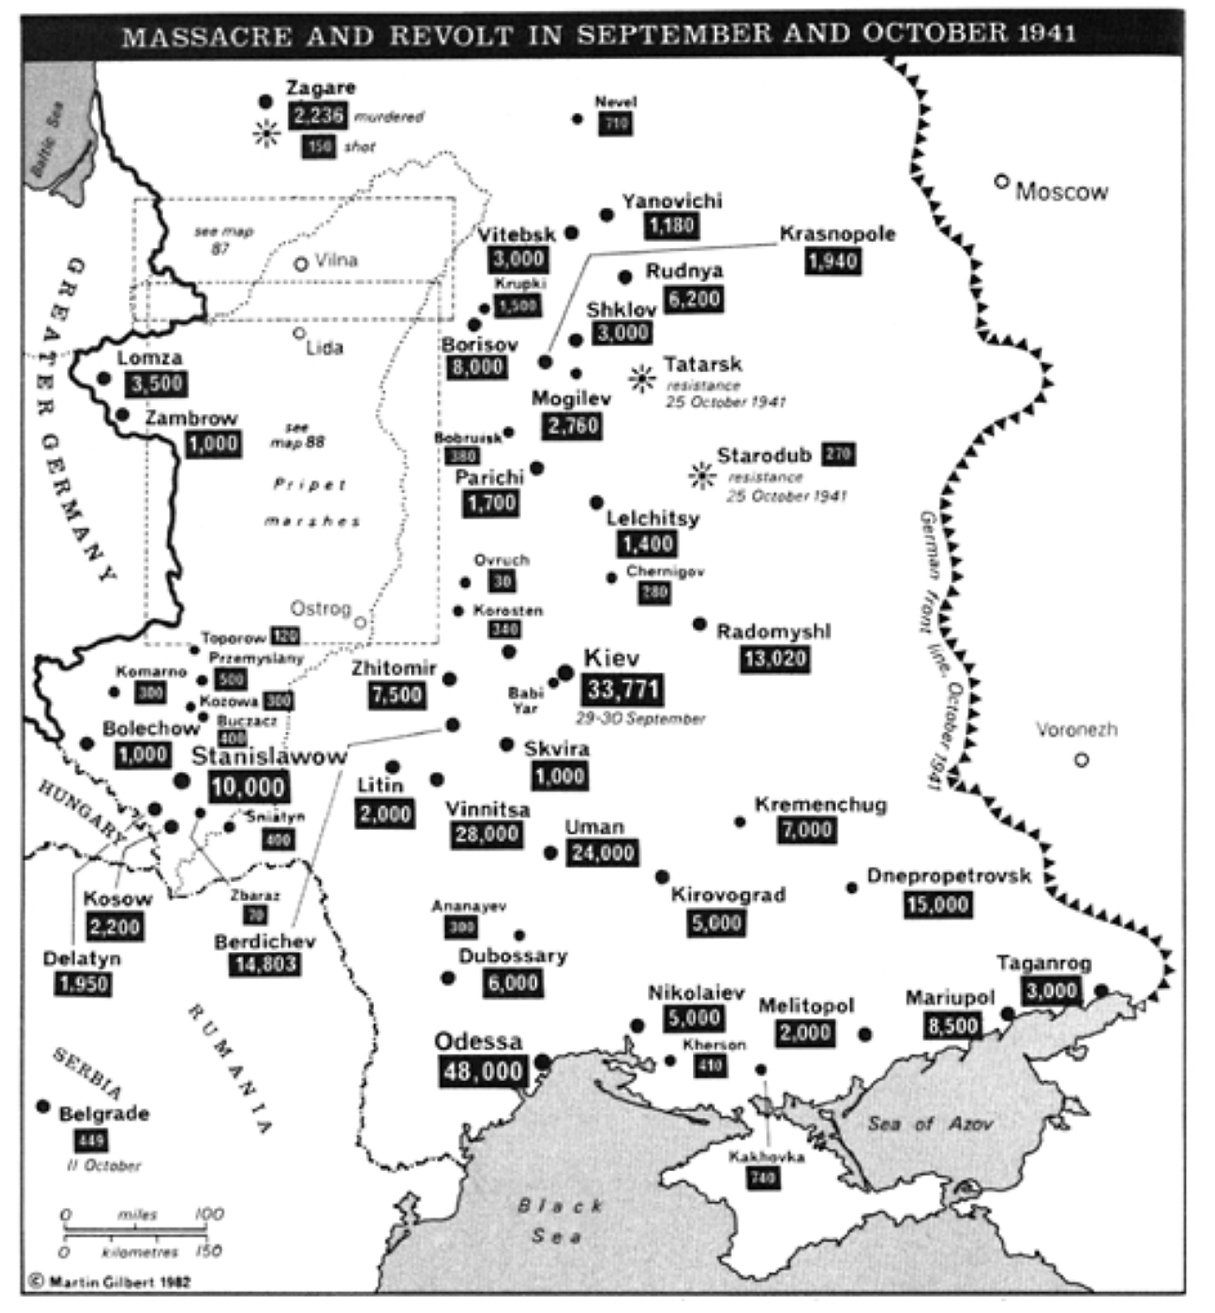 MASSACRE AND REVOLT IN SEPTEMBER AND OCTOBER 1941
Baltic Sea
Zagare
2,236 murdered
150 shot
Nevel
710
Moscow
Yanovichi
1,180
Vitebsk
3,000
Krasnopole
1,940
see map
87
Vilna
Rudnya
6,200
Krupki
1,500
Shklov
3,000
GREATER GERMANY
Lida
Borisov
8,000
Lomza
3,500
Tatarsk
resistance
25 October 1941
Mogilev
2,760
Zambrow
1,000
see
map 88
Bobruisk
380
Starodub 270
resistance
25 October 1941
Parichi
1,700
Pripet
marshes
Lelchitsy
1,400
German front line, October 1941
Ovruch
30
Chernigov
280
Ostrog
Korosten
340
Radomyshl
13,020
Toporow 120
Przemyslany
500
Komarno
300
Kozowa 300
Buczacz
400
Zhitomir
7,500
Kiev
33,771
29-30 September
Babi
Yar
Bolechow
1,000
Stanislawow
10,000
Skvira
1,000
Voronezh
HUNGARY
Litin
2,000
Vinnitsa
28,000
Sniatyn
400
Kremenchug
7,000
Uman
24,000
Kosow
2,200
Zbaraz
70
Kirovograd
5,000
Dnepropetrovsk
15,000
Ananayev
300
Berdichev
14,803
Delatyn
1,950
Dubossary
6,000
Taganrog
3,000
Nikolaiev
5,000
Melitopol
2,000
Mariupol
8,500
RUMANIA
Odessa
48,000
Kherson
410
SERBIA
Belgrade
449
11 October
Sea of Azov
Kakhovka
740
Black
Sea
0 miles 100
0 kilometres 150
© Martin Gilbert 1982